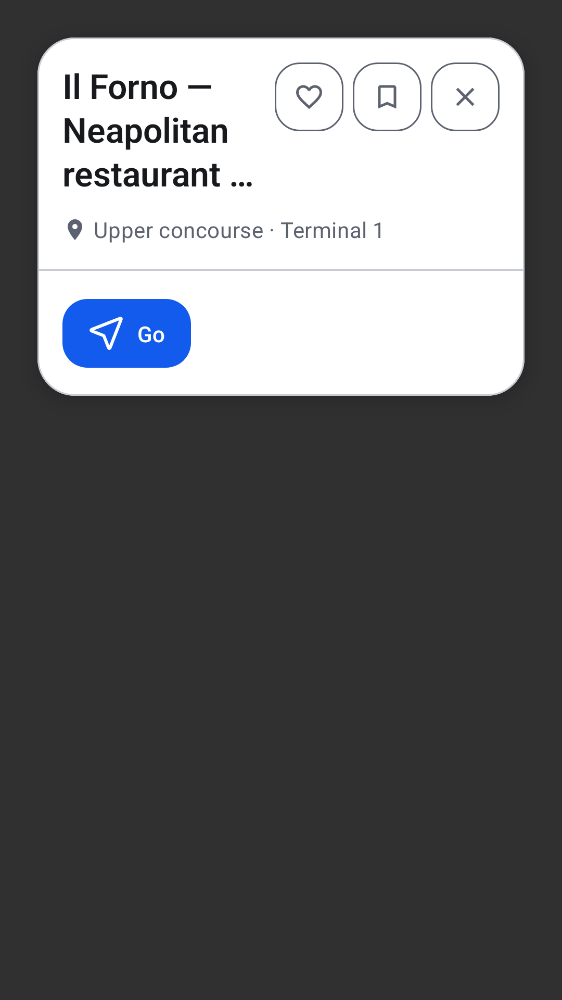 Il Forno —
Neapolitan
restaurant …
Upper concourse · Terminal 1
Go